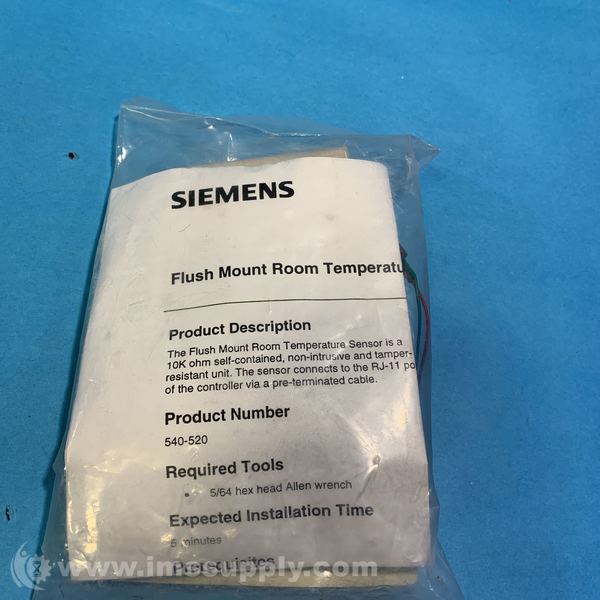 SIEMENS
Flush Mount Room Temperatu
Product Description
The Flush Mount Room Temperature Sensor is a
10K ohm self-contained, non-intrusive and tamper-
resistant unit. The sensor connects to the RJ-11 po
of the controller via a pre-terminated cable.
Product Number
540-520
Required Tools
• 5/64 hex head Allen wrench
Expected Installation Time
5 minutes
Prerequisites
www.imcsupply.com